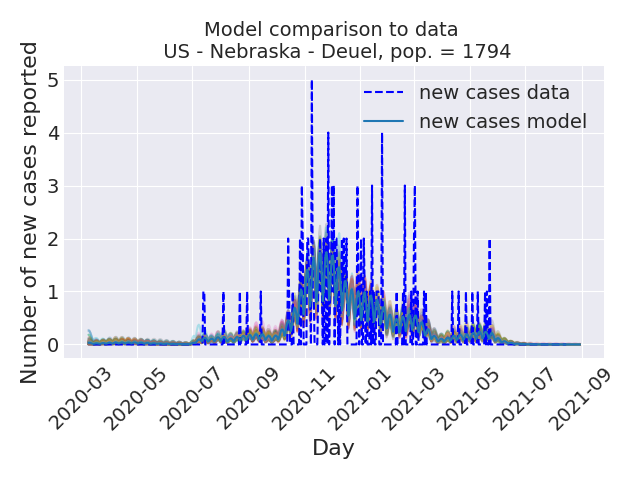 Model comparison to data
US - Nebraska - Deuel, pop. = 1794
Number of new cases reported
5
4
3
2
1
0
new cases data
new cases model
2020-03
2020-05
2020-07
2020-09
2020-11
2021-01
2021-03
2021-05
2021-07
2021-09
Day